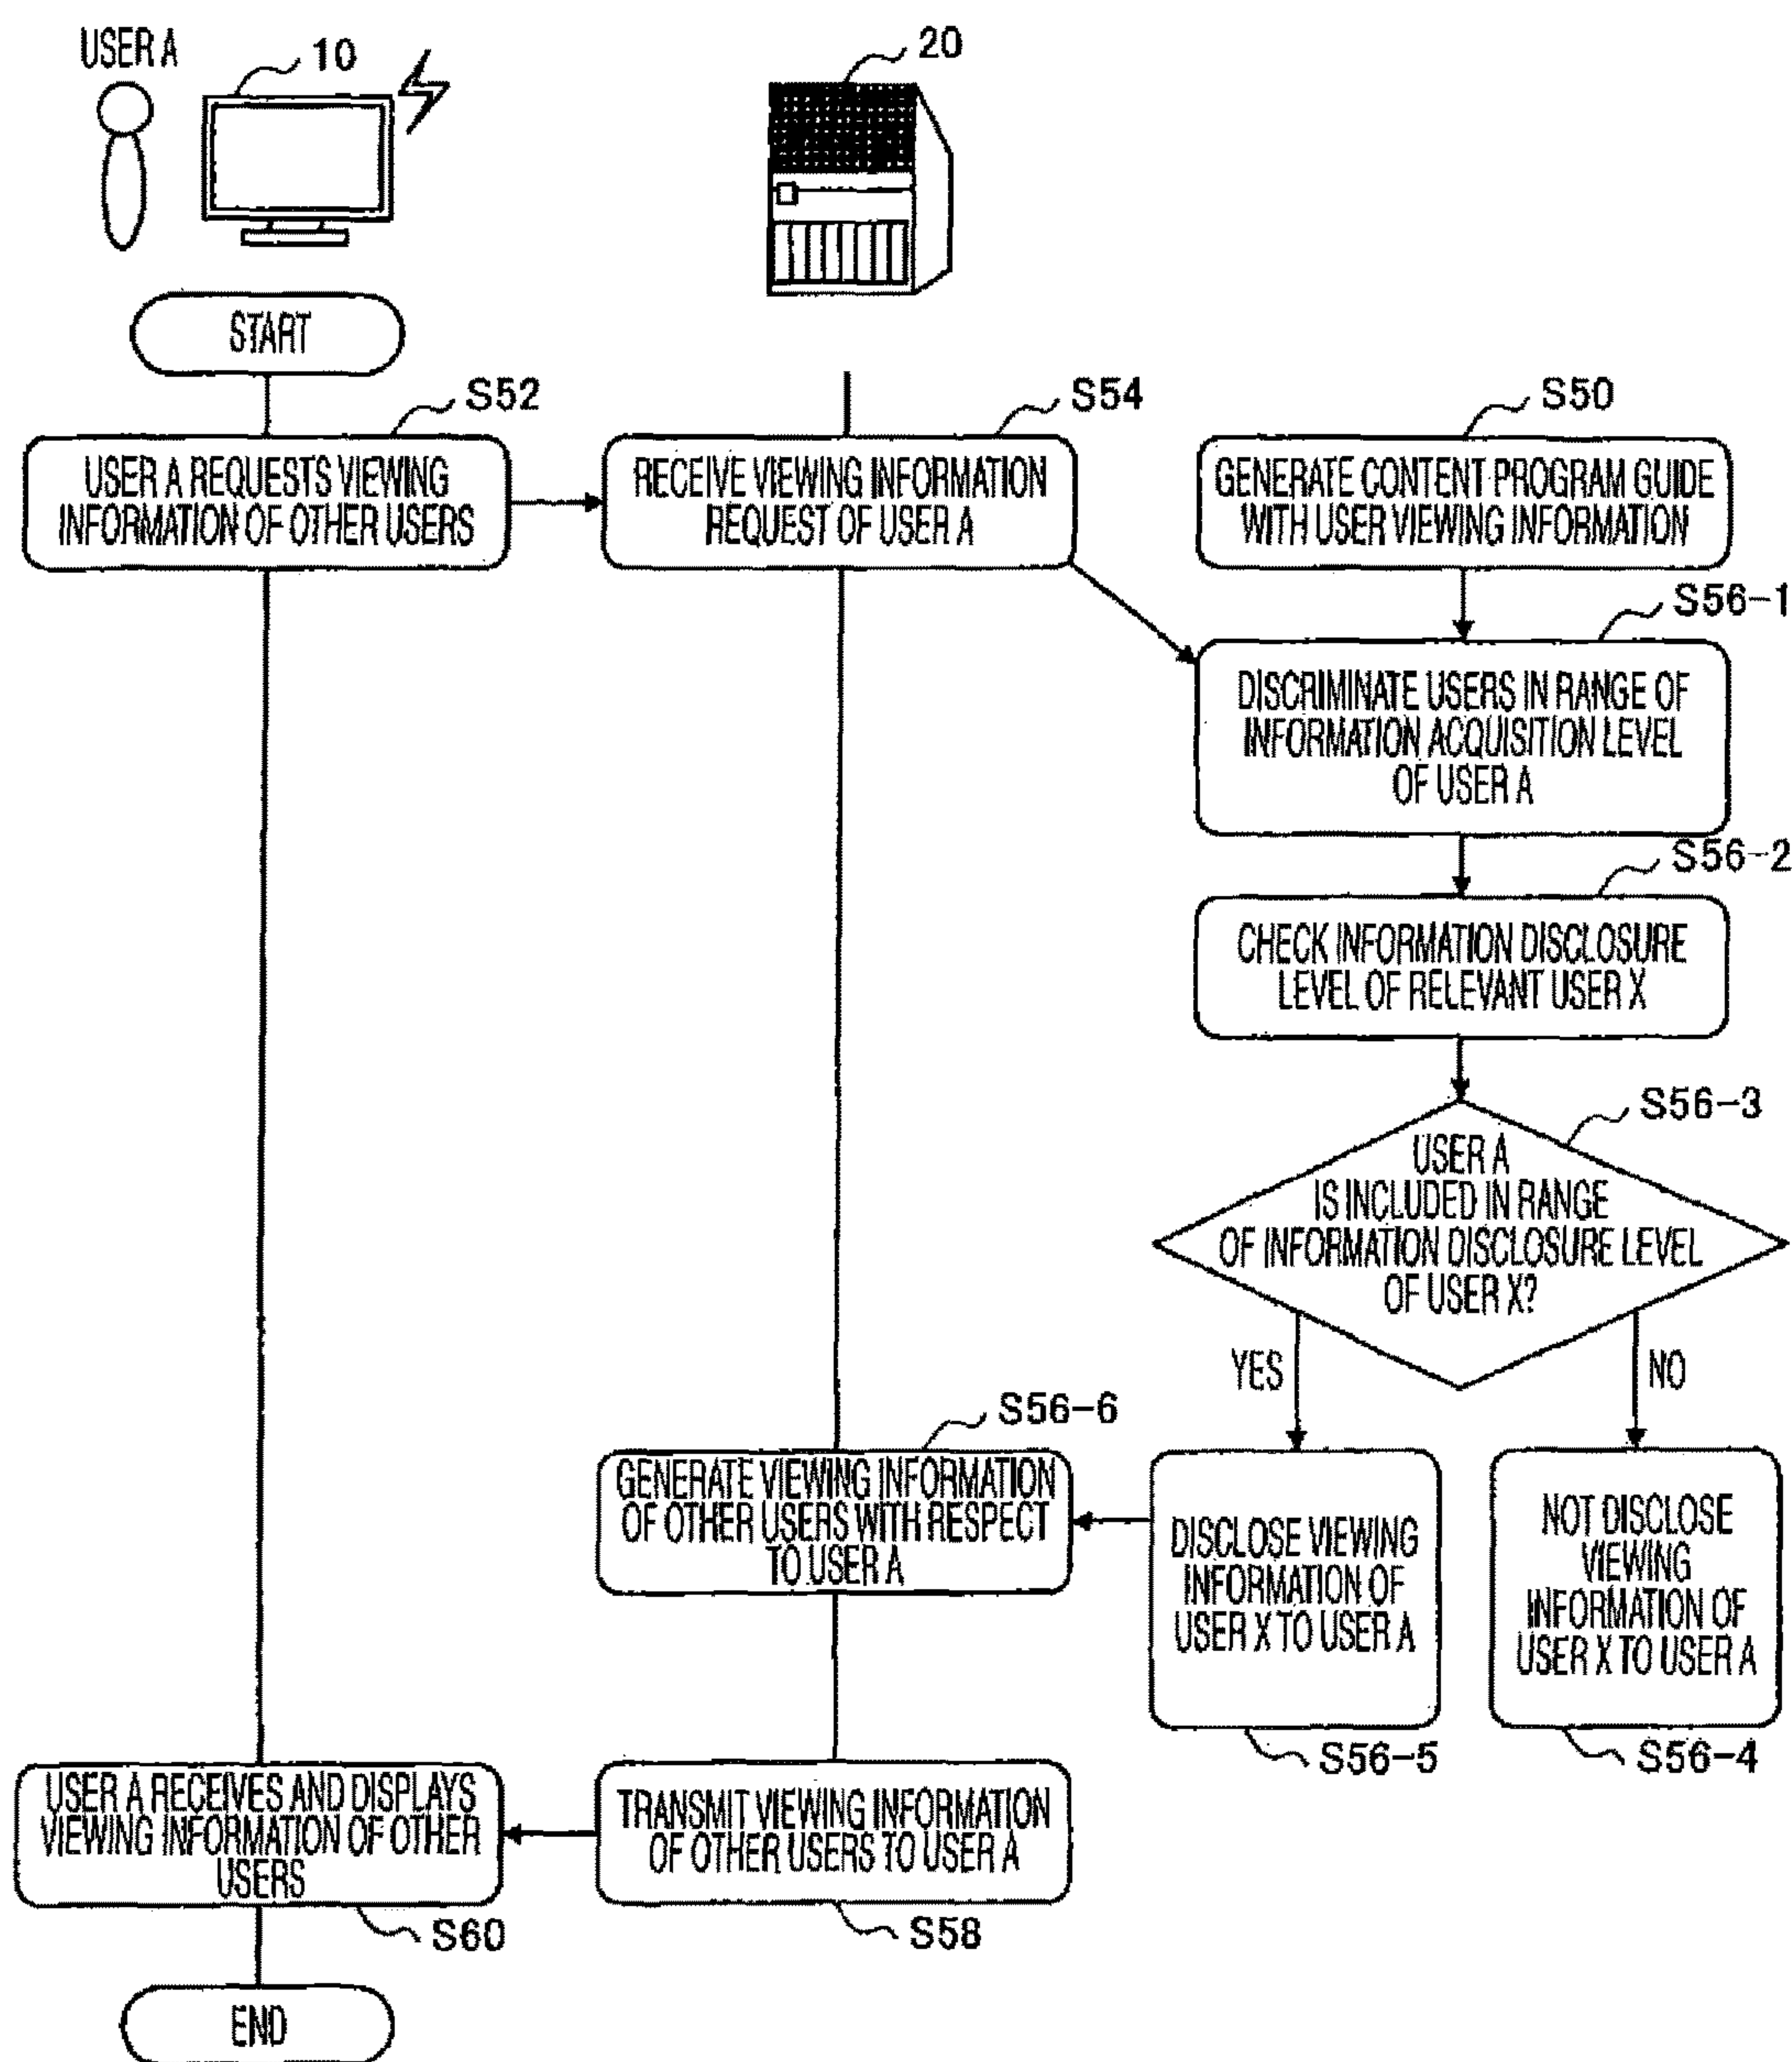 USER A
10
20
START
S52
S54
S50
USER A REQUESTS VIEWING
INFORMATION OF OTHER USERS
RECEIVE VIEWING INFORMATION
REQUEST OF USER A
GENERATE CONTENT PROGRAM GUIDE
WITH USER VIEWING INFORMATION
S56-1
DISCRIMINATE USERS IN RANGE OF
INFORMATION ACQUISITION LEVEL
OF USER A
S56-2
CHECK INFORMATION DISCLOSURE
LEVEL OF RELEVANT USER X
S56-3
USER A
IS INCLUDED IN RANGE
OF INFORMATION DISCLOSURE LEVEL
OF USER X?
YES
NO
S56-6
GENERATE VIEWING INFORMATION
OF OTHER USERS WITH RESPECT
TO USER A
DISCLOSE VIEWING
INFORMATION OF
USER X TO USER A
NOT DISCLOSE
VIEWING
INFORMATION OF
USER X TO USER A
S56-5
S56-4
USER A RECEIVES AND DISPLAYS
VIEWING INFORMATION OF OTHER
USERS
TRANSMIT VIEWING INFORMATION
OF OTHER USERS TO USER A
S60
S58
END